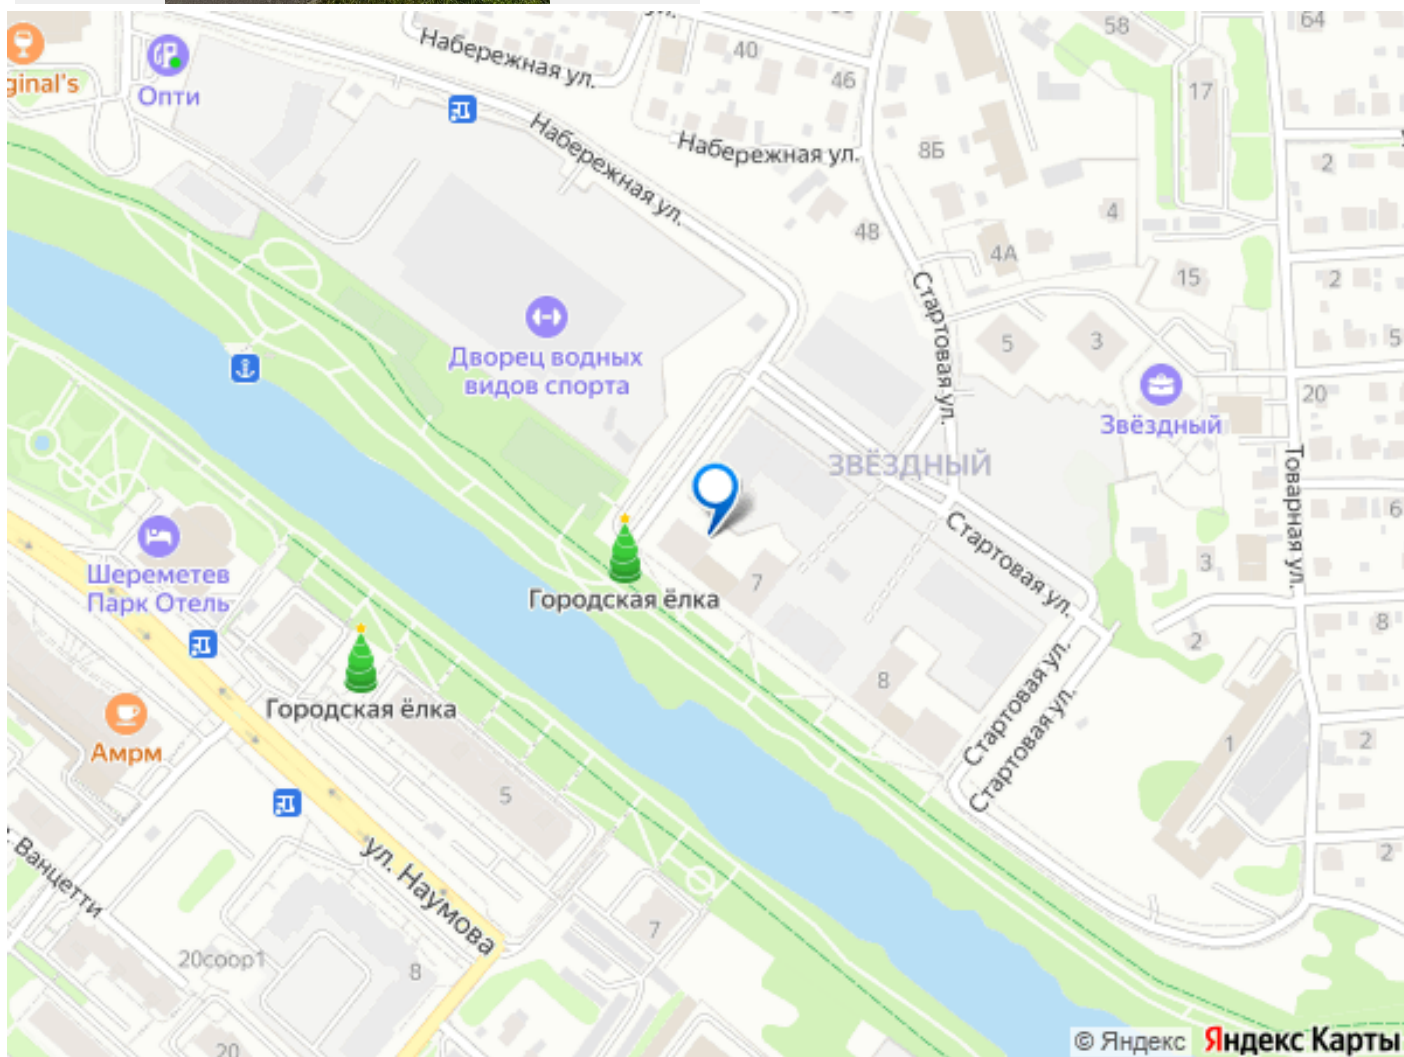 ginal's
Опти
Набережная ул.
40
46
58
64
17
Набережная ул.
Набережная ул.
8Б
2
48
4
4А
15
2
Стартовая ул.
5
3
5
Дворец водных
видов спорта
Звёздный
20
ЗВЁЗДНЫЙ
Товарная ул.
6
Стартовая ул.
Шереметев
Парк Отель
Городская ёлка
7
3
8
2
Городская ёлка
8
Стартовая ул.
Стартовая ул.
Амрм
5
1
2
ул. Наумова
Ванцетти
2
7
20соор1
8
20
© Яндекс Яндекс Карты